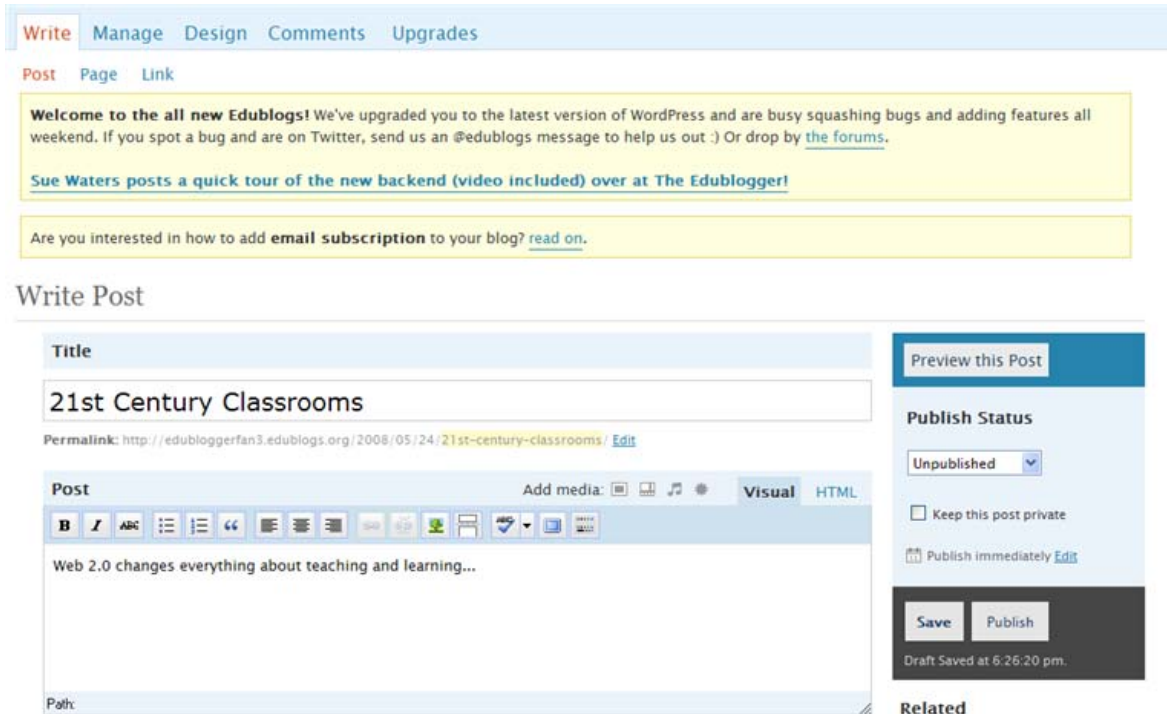 Write Manage Design Comments Upgrades
Post Page Link
Welcome to the all new Edublogs! We've upgraded you to the latest version of WordPress and are busy squashing bugs and adding features all
weekend. If you spot a bug and are on Twitter, send us an @edublogs message to help us out :) Or drop by the forums.
Sue Waters posts a quick tour of the new backend (video included) over at The Edublogger!
Are you interested in how to add email subscription to your blog? read on.
Write Post
Title
21st Century Classrooms
Permalink: http://edubloggerfan3.edublogs.org/2008/05/24/21st-century-classrooms/ Edit
Post Add media: Visual HTML
B I ABC “ ABC
Web 2.0 changes everything about teaching and learning...
Path:
Preview this Post
Publish Status
Unpublished
Keep this post private
Publish immediately Edit
Save Publish
Draft Saved at 6:26:20 pm.
Related